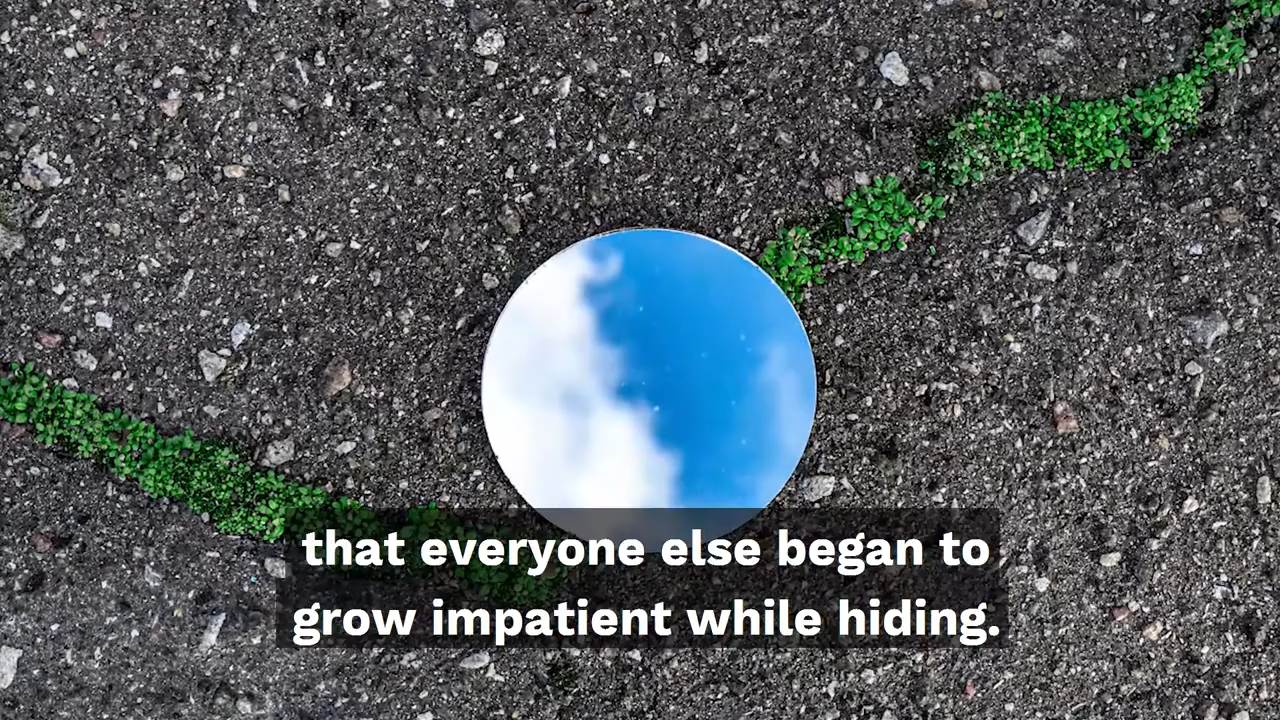 that everyone else began to
grow impatient while hiding.